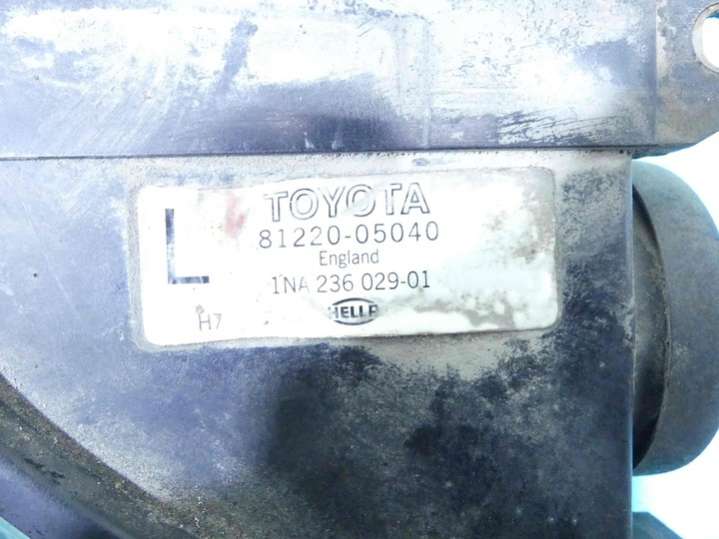 TOYOTA
L
81220-05040
England
1NA 236 029-01
H7
HELLA